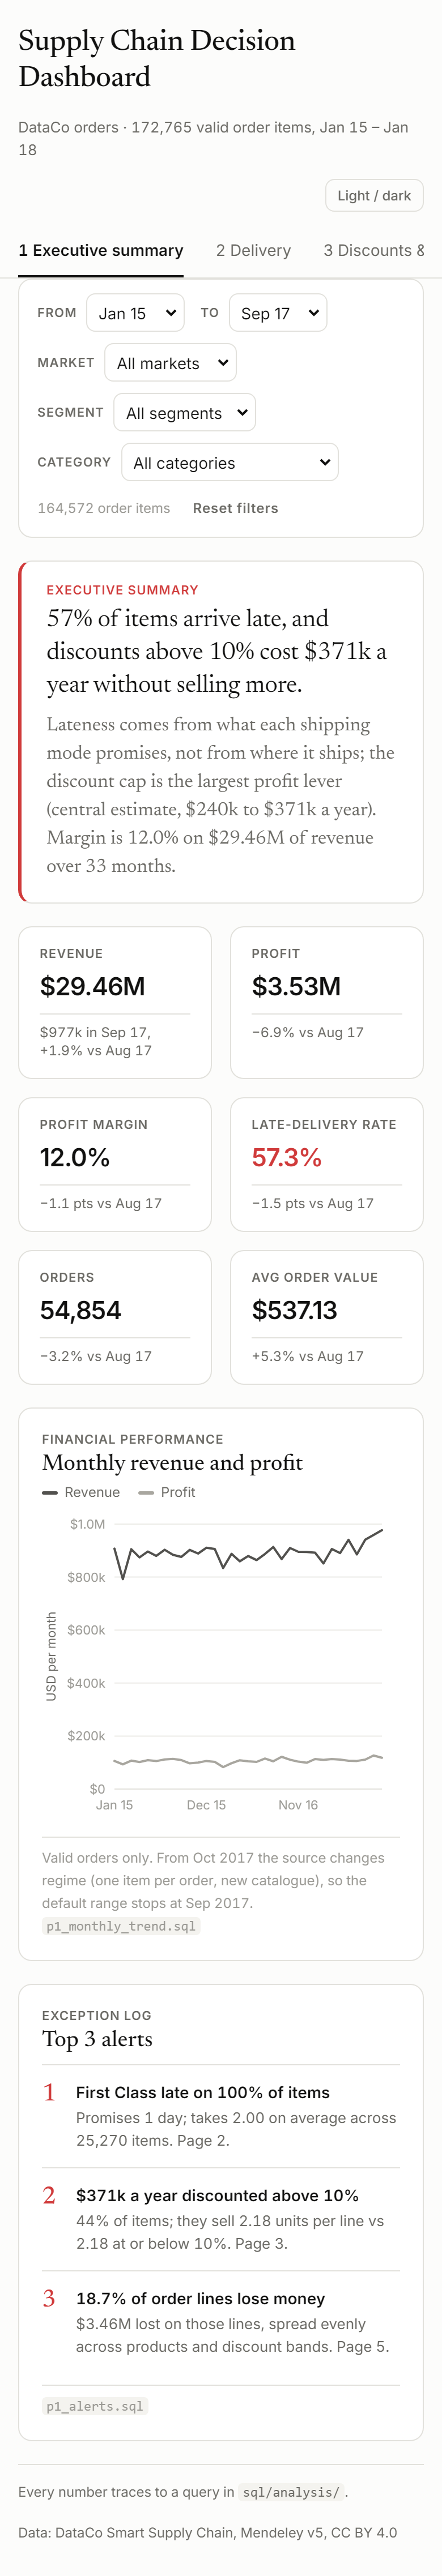 Supply Chain Decision
Dashboard
DataCo orders · 172,765 valid order items, Jan 15 – Jan
18
Light / dark
1 Executive summary 2 Delivery 3 Discounts &
FROM Jan 15 TO Sep 17
MARKET All markets
SEGMENT All segments
CATEGORY All categories
164,572 order items Reset filters
EXECUTIVE SUMMARY
57% of items arrive late, and
discounts above 10% cost $371k a
year without selling more.
Lateness comes from what each shipping
mode promises, not from where it ships; the
discount cap is the largest profit lever
(central estimate, $240k to $371k a year).
Margin is 12.0% on $29.46M of revenue
over 33 months.
REVENUE
$29.46M
$977k in Sep 17,
+1.9% vs Aug 17
PROFIT
$3.53M
−6.9% vs Aug 17
PROFIT MARGIN
12.0%
−1.1 pts vs Aug 17
LATE-DELIVERY RATE
57.3%
−1.5 pts vs Aug 17
ORDERS
54,854
−3.2% vs Aug 17
AVG ORDER VALUE
$537.13
+5.3% vs Aug 17
FINANCIAL PERFORMANCE
Monthly revenue and profit
Revenue Profit
$1.0M
$800k
$600k
$400k
$200k
$0
USD per month
Jan 15 Dec 15 Nov 16
Valid orders only. From Oct 2017 the source changes
regime (one item per order, new catalogue), so the
default range stops at Sep 2017.
p1_monthly_trend.sql
EXCEPTION LOG
Top 3 alerts
1 First Class late on 100% of items
Promises 1 day; takes 2.00 on average across
25,270 items. Page 2.
2 $371k a year discounted above 10%
44% of items; they sell 2.18 units per line vs
2.18 at or below 10%. Page 3.
3 18.7% of order lines lose money
$3.46M lost on those lines, spread evenly
across products and discount bands. Page 5.
p1_alerts.sql
Every number traces to a query in sql/analysis/.
Data: DataCo Smart Supply Chain, Mendeley v5, CC BY 4.0